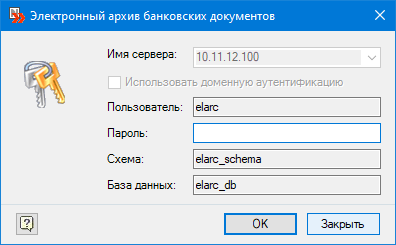 Электронный архив банковских документов
Имя сервера: 10.11.12.100
Использовать доменную аутентификацию
Пользователь: elarc
Пароль:
Схема: elarc_schema
База данных: elarc_db
? OK Закрыть